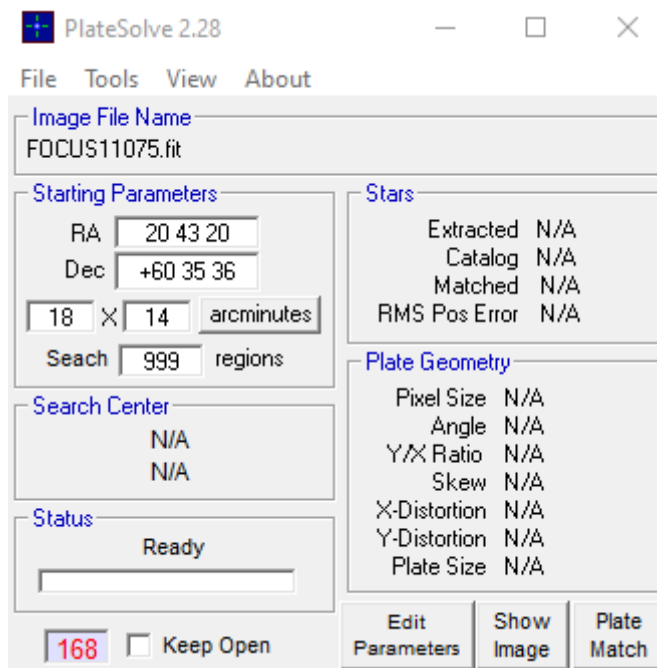 PlateSolve 2.28
File Tools View About
Image File Name
FOCUS11075.fit
Starting Parameters
RA 20 43 20
Dec +60 35 36
18 X 14 arcminutes
Seach 999 regions
Search Center
N/A
N/A
Status
Ready
168 Keep Open
Stars
Extracted N/A
Catalog N/A
Matched N/A
RMS Pos Error N/A
Plate Geometry
Pixel Size N/A
Angle N/A
Y/X Ratio N/A
Skew N/A
X-Distortion N/A
Y-Distortion N/A
Plate Size N/A
Edit Parameters
Show Image
Plate Match